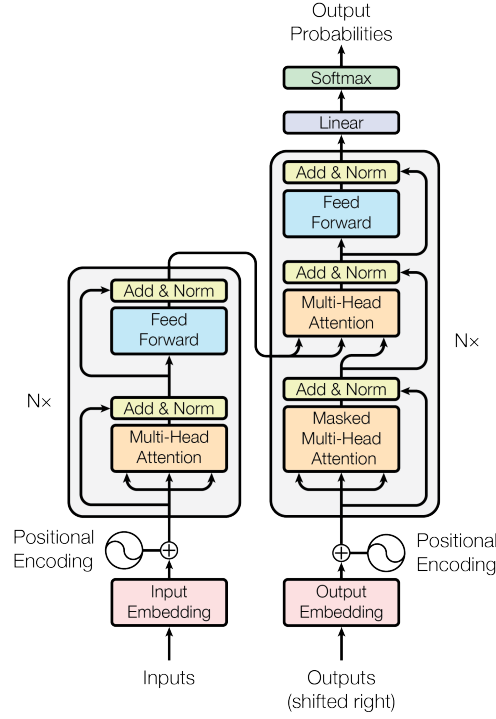 Output
Probabilities
Softmax
Linear
Add & Norm
Feed
Forward
Add & Norm
Multi-Head
Attention
Add & Norm
Masked
Multi-Head
Attention
N×
Add & Norm
Feed
Forward
Add & Norm
Multi-Head
Attention
N×
Positional
Encoding
Positional
Encoding
Input
Embedding
Output
Embedding
Inputs
Outputs
(shifted right)